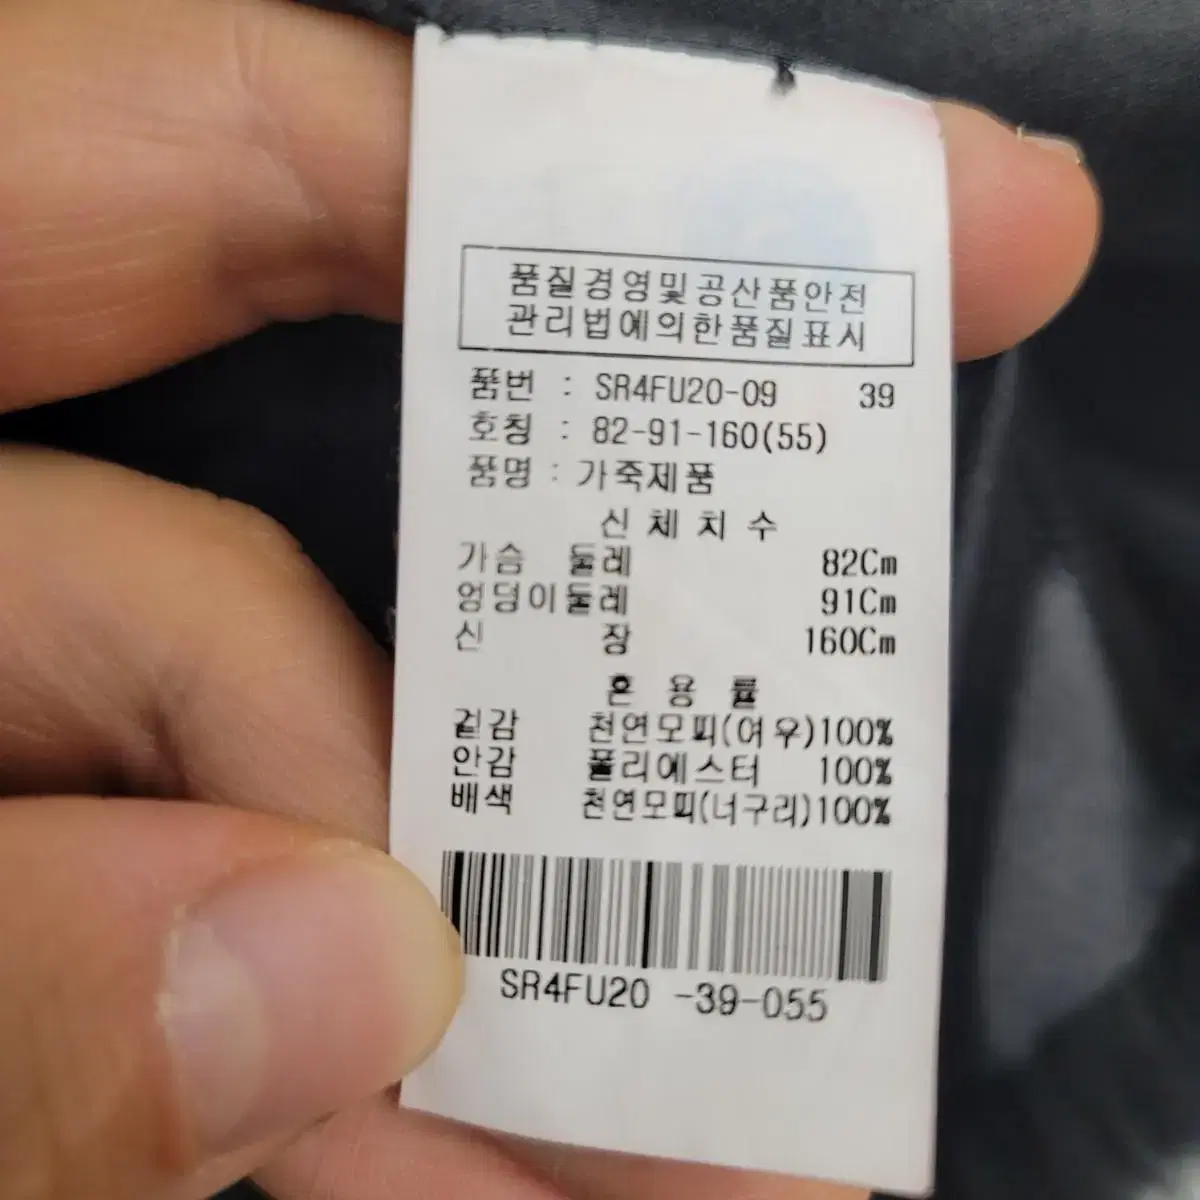 품질경영및공산품안전
관리법에의한품질표시
품번 : SR4FU20-09 39
호칭 : 82-91-160(55)
품명 : 가죽제품
신 체 치 수
가슴 둘레 82Cm
엉덩이둘레 91Cm
신 장 160Cm
혼 용 률
겉감 천연모피(여우)100%
안감 폴리에스터 100%
배색 천연모피(너구리)100%
SR4FU20 -39-055